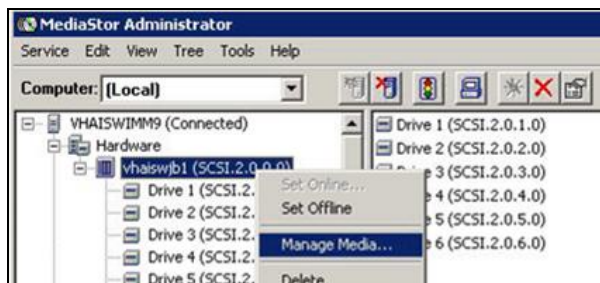 MediaStor Administrator
Service Edit View Tree Tools Help
Computer: (Local)
VHAISWIMM9 (Connected)
Hardware
vhaiswjb1 (SCSI.2.0.0.0)
Drive 1 (SCSI.2.
Drive 2 (SCSI.2.
Drive 3 (SCSI.2.
Drive 4 (SCSI.2.
Drive 5 (SCSI.2.
Set Online...
Set Offline
Manage Media...
Delete
Drive 1 (SCSI.2.0.1.0)
Drive 2 (SCSI.2.0.2.0)
3 (SCSI.2.0.3.0)
4 (SCSI.2.0.4.0)
5 (SCSI.2.0.5.0)
6 (SCSI.2.0.6.0)